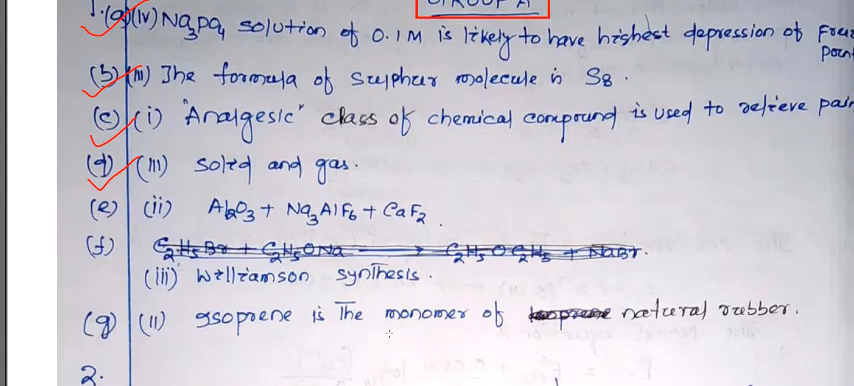 GROUP A
1. (a) (iv) Na3PO4 solution of 0.1 M is likely to have highest depression of Freez
point
(b) (iii) The formula of sulphur molecule is S8.
(c) (i) "Analgesic" class of chemical compound is used to relieve pain
(d) (iii) solid and gas.
(e) (ii) Al2O3 + Na3AlF6 + CaF2
(f) C2H5Br + C2H5ONa → C2H5OC2H5 + NaBr.
(iii) Williamson synthesis.
(g) (ii) Isoprene is the monomer of natural rubber.
2.